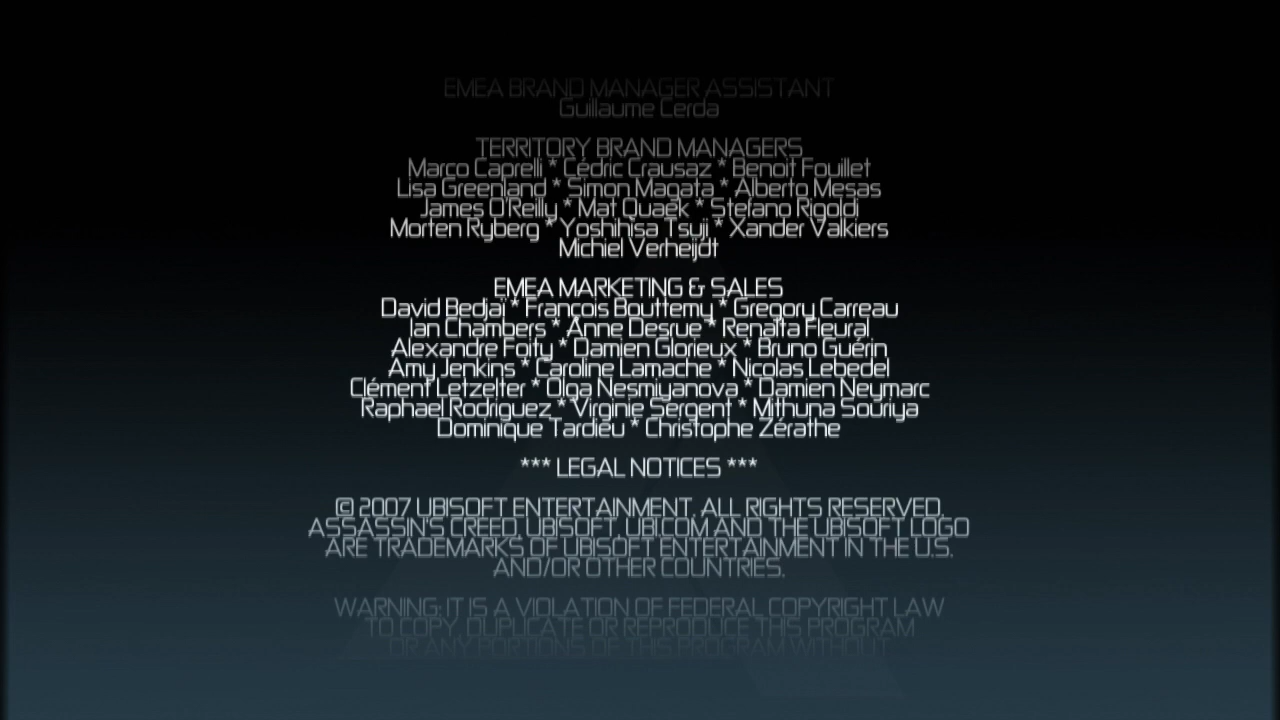 EMEA BRAND MANAGER ASSISTANT
Guillaume Cerda
TERRITORY BRAND MANAGERS
Marco Caprelli * Cédric Crausaz * Benoit Fouillet
Lisa Greenland * Simon Magata * Alberto Mesas
James O'Reilly * Mat Quaek * Stefano Rigoldi
Morten Ryberg * Yoshihisa Tsuji * Xander Valkiers
Michiel Verheijdt
EMEA MARKETING & SALES
David Bedjaï * François Bouttemy * Gregory Carreau
Ian Chambers * Anne Desrue * Renaïta Fleural
Alexandre Foity * Damien Glorieux * Bruno Guérin
Amy Jenkins * Caroline Lamache * Nicolas Lebedel
Clément Letzelter * Olga Nesmiyanova * Damien Neymarc
Raphael Rodriguez * Virginie Sergent * Mithuna Souriya
Dominique Tardieu * Christophe Zérathe
*** LEGAL NOTICES ***
© 2007 UBISOFT ENTERTAINMENT. ALL RIGHTS RESERVED.
ASSASSIN'S CREED, UBISOFT, UBI.COM AND THE UBISOFT LOGO
ARE TRADEMARKS OF UBISOFT ENTERTAINMENT IN THE U.S.
AND/OR OTHER COUNTRIES.
WARNING: IT IS A VIOLATION OF FEDERAL COPYRIGHT LAW
TO COPY, DUPLICATE OR REPRODUCE THIS PROGRAM
OR ANY PORTIONS OF THIS PROGRAM WITHOUT